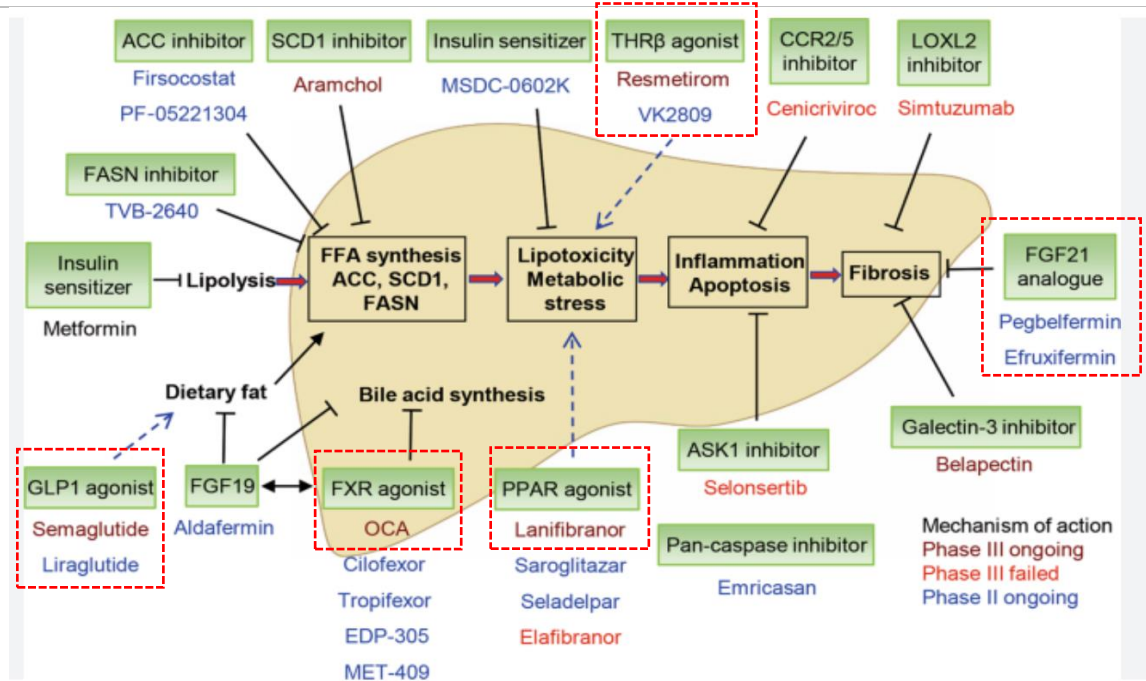 ACC inhibitor
Firsocostat
PF-05221304
SCD1 inhibitor
Aramchol
Insulin sensitizer
MSDC-0602K
THRβ agonist
Resmetirom
VK2809
CCR2/5
inhibitor
Cenicriviroc
LOXL2
inhibitor
Simtuzumab
FASN inhibitor
TVB-2640
Insulin
sensitizer
Metformin
Lipolysis
FFA synthesis
ACC, SCD1,
FASN
Lipotoxicity
Metabolic
stress
Inflammation
Apoptosis
Fibrosis
FGF21
analogue
Pegbelfermin
Efruxifermin
Dietary fat
Bile acid synthesis
GLP1 agonist
Semaglutide
Liraglutide
FGF19
Aldafermin
FXR agonist
OCA
Cilofexor
Tropifexor
EDP-305
MET-409
PPAR agonist
Lanifibranor
Saroglitazar
Seladelpar
Elafibranor
ASK1 inhibitor
Selonsertib
Pan-caspase inhibitor
Emricasan
Galectin-3 inhibitor
Belapectin
Mechanism of action
Phase III ongoing
Phase III failed
Phase II ongoing